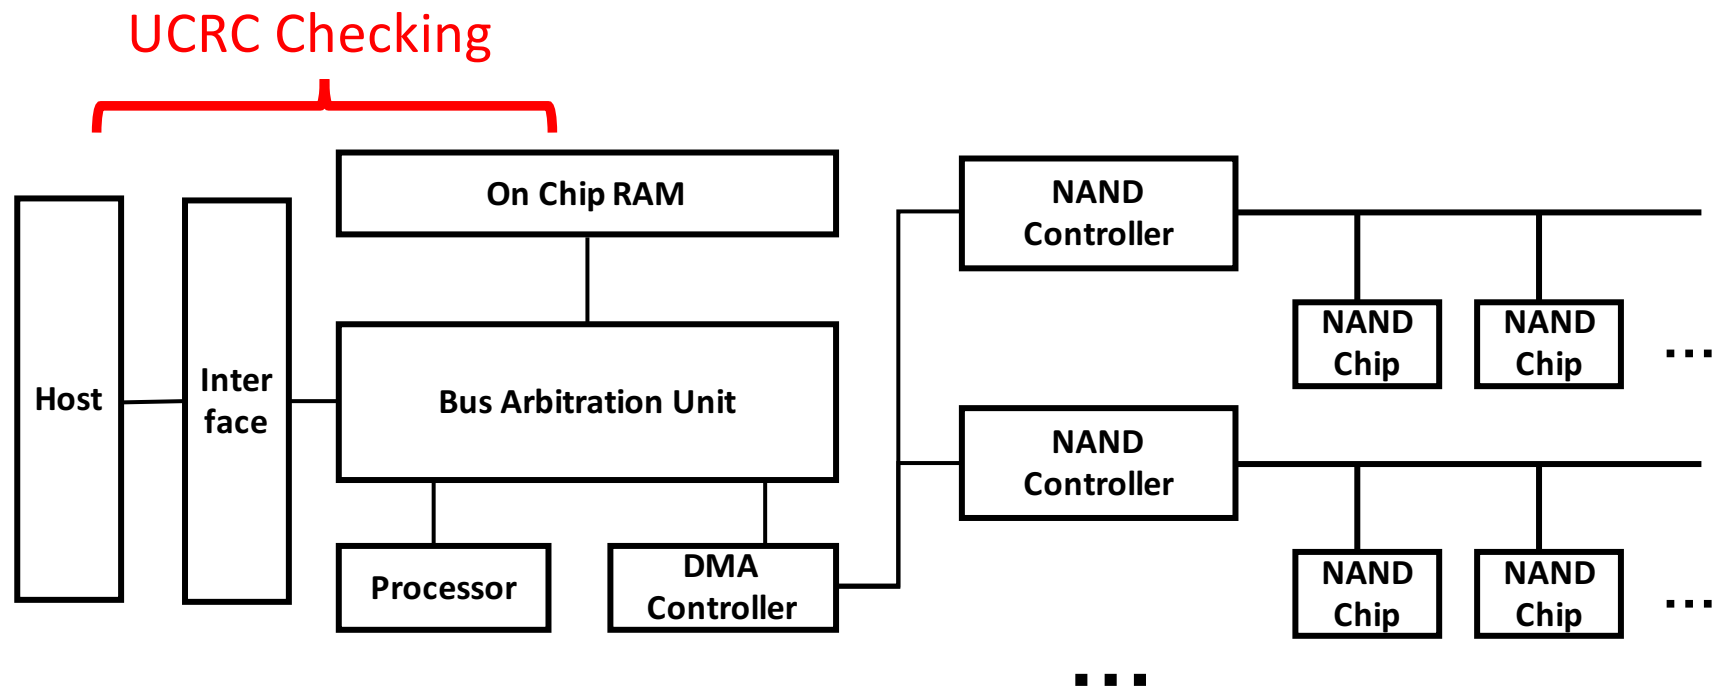 UCRC Checking
On Chip RAM
Host
Inter
face
Bus Arbitration Unit
Processor
DMA
Controller
NAND
Controller
NAND
Chip
NAND
Chip
...
NAND
Controller
NAND
Chip
NAND
Chip
...
...